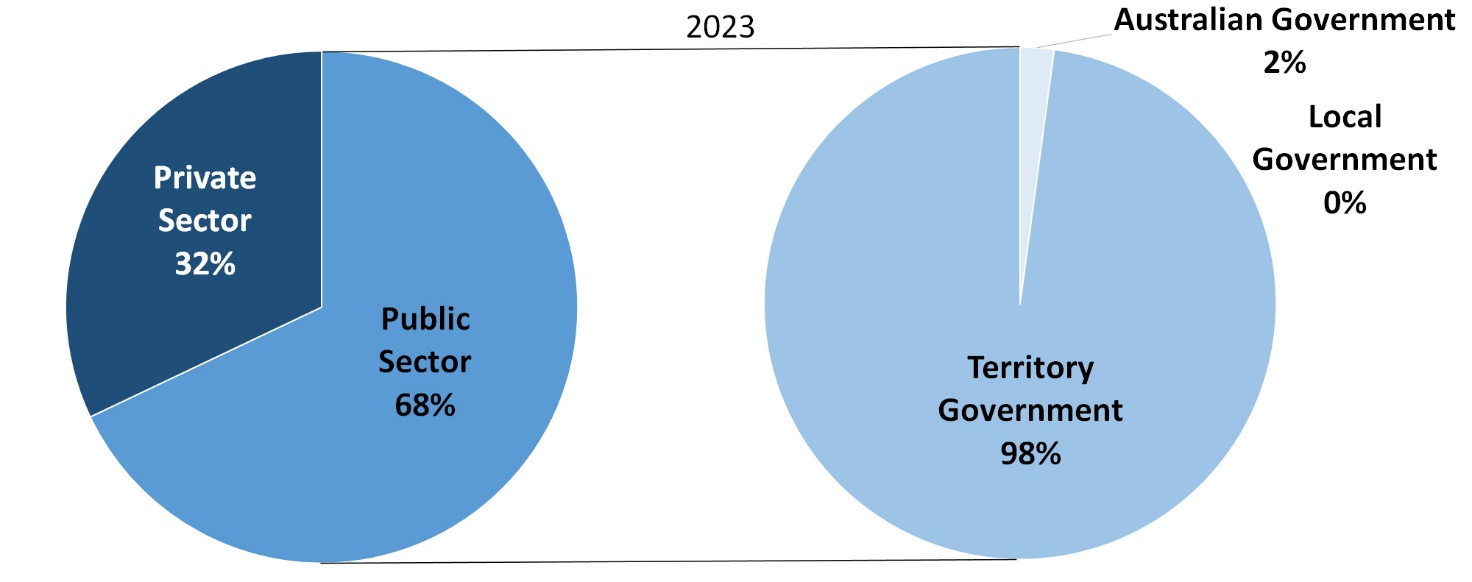 2023
Private
Sector
32%
Public
Sector
68%
Australian Government
2%
Local
Government
0%
Territory
Government
98%